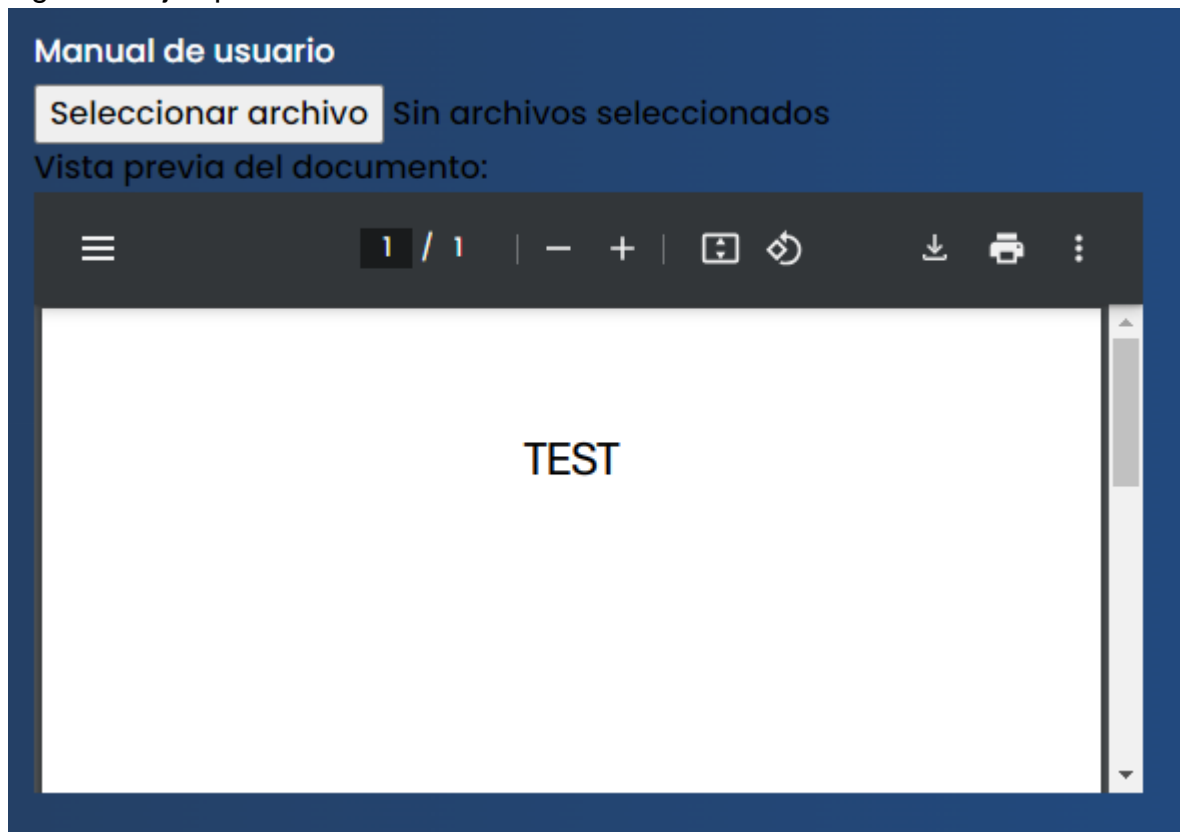 Manual de usuario
Seleccionar archivo Sin archivos seleccionados
Vista previa del documento:
1 / 1
TEST